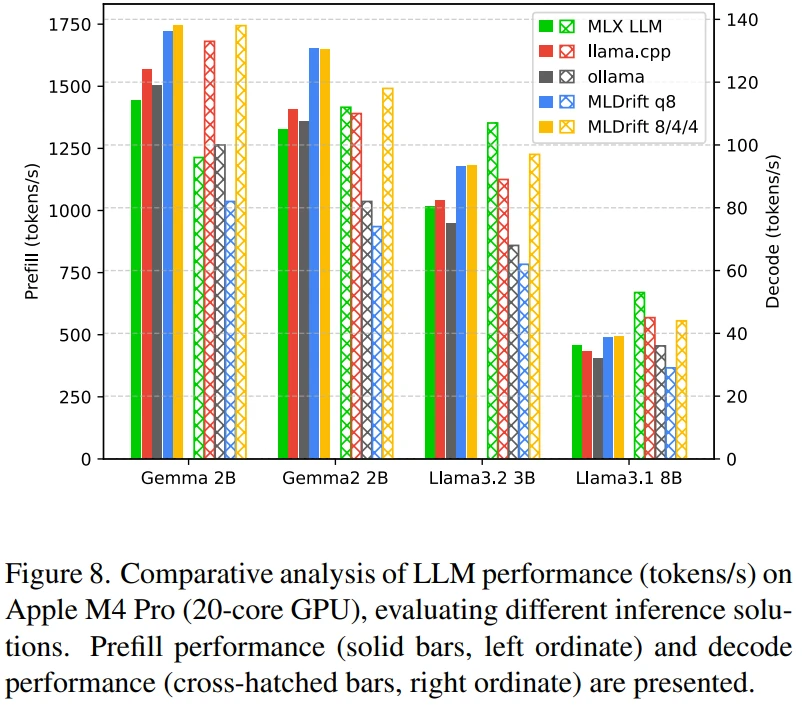 1750
1500
1250
1000
750
500
250
0
Prefill (tokens/s)
140
120
100
80
60
40
20
0
Decode (tokens/s)
MLX LLM
llama.cpp
ollama
MLDrift q8
MLDrift 8/4/4
Gemma 2B
Gemma2 2B
Llama3.2 3B
Llama3.1 8B
Figure 8. Comparative analysis of LLM performance (tokens/s) on
Apple M4 Pro (20-core GPU), evaluating different inference solu-
tions. Prefill performance (solid bars, left ordinate) and decode
performance (cross-hatched bars, right ordinate) are presented.